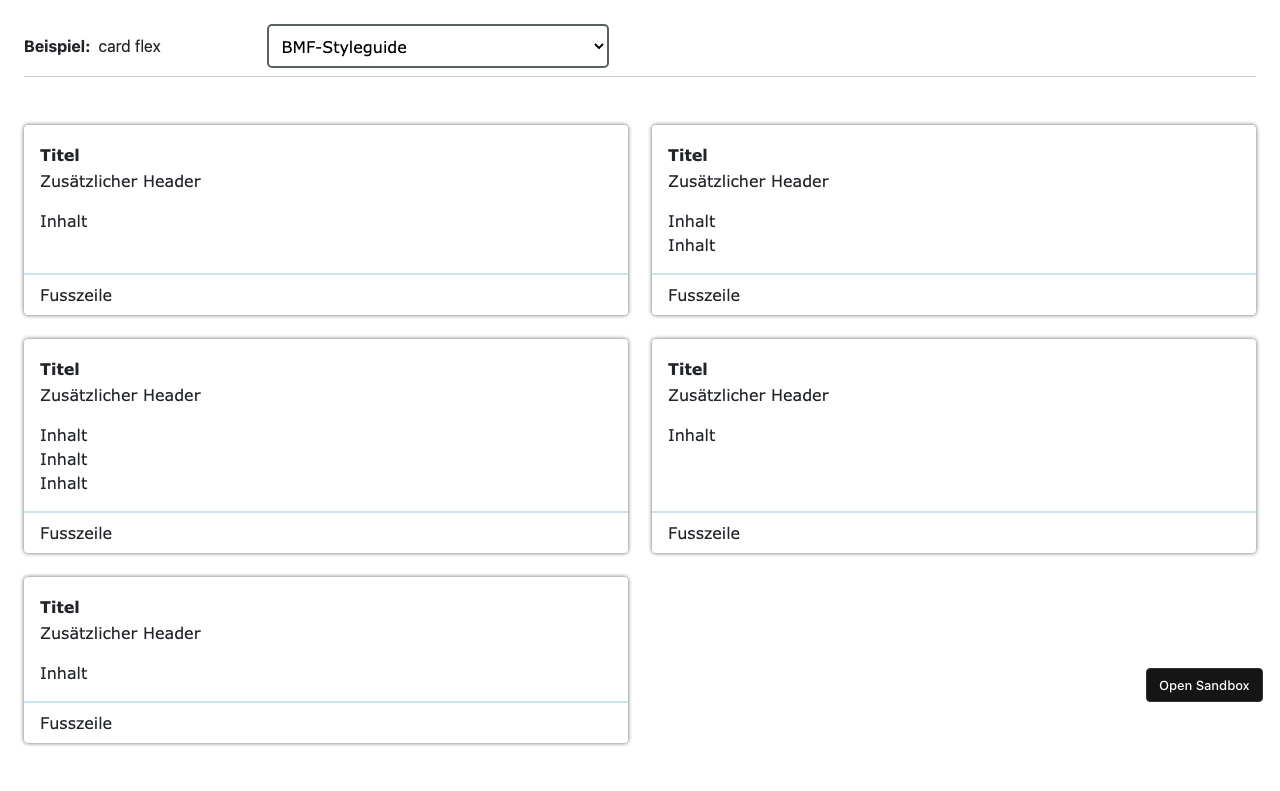 Beispiel: card flex
BMF-Styleguide
Titel
Zusätzlicher Header
Inhalt
Fusszeile
Titel
Zusätzlicher Header
Inhalt
Inhalt
Fusszeile
Titel
Zusätzlicher Header
Inhalt
Inhalt
Inhalt
Fusszeile
Titel
Zusätzlicher Header
Inhalt
Fusszeile
Titel
Zusätzlicher Header
Inhalt
Fusszeile
Open Sandbox